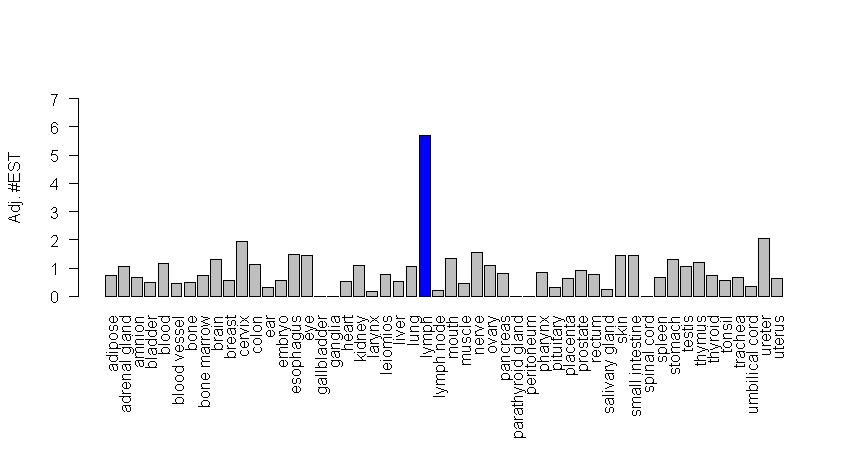 Adj. #EST
7
6
5
4
3
2
1
0
adipose
adrenal gland
amnion
bladder
blood
blood vessel
bone
bone marrow
brain
breast
cervix
colon
ear
embryo
esophagus
eye
gallbladder
ganglia
heart
kidney
larynx
leiomios
liver
lung
lymph
lymph node
mouth
muscle
nerve
ovary
pancreas
parathyroid gland
peritoneum
pharynx
pituitary
placenta
prostate
rectum
salivary gland
skin
small intestine
spinal cord
spleen
stomach
testis
thymus
thyroid
tonsil
trachea
umbilical cord
ureter
uterus